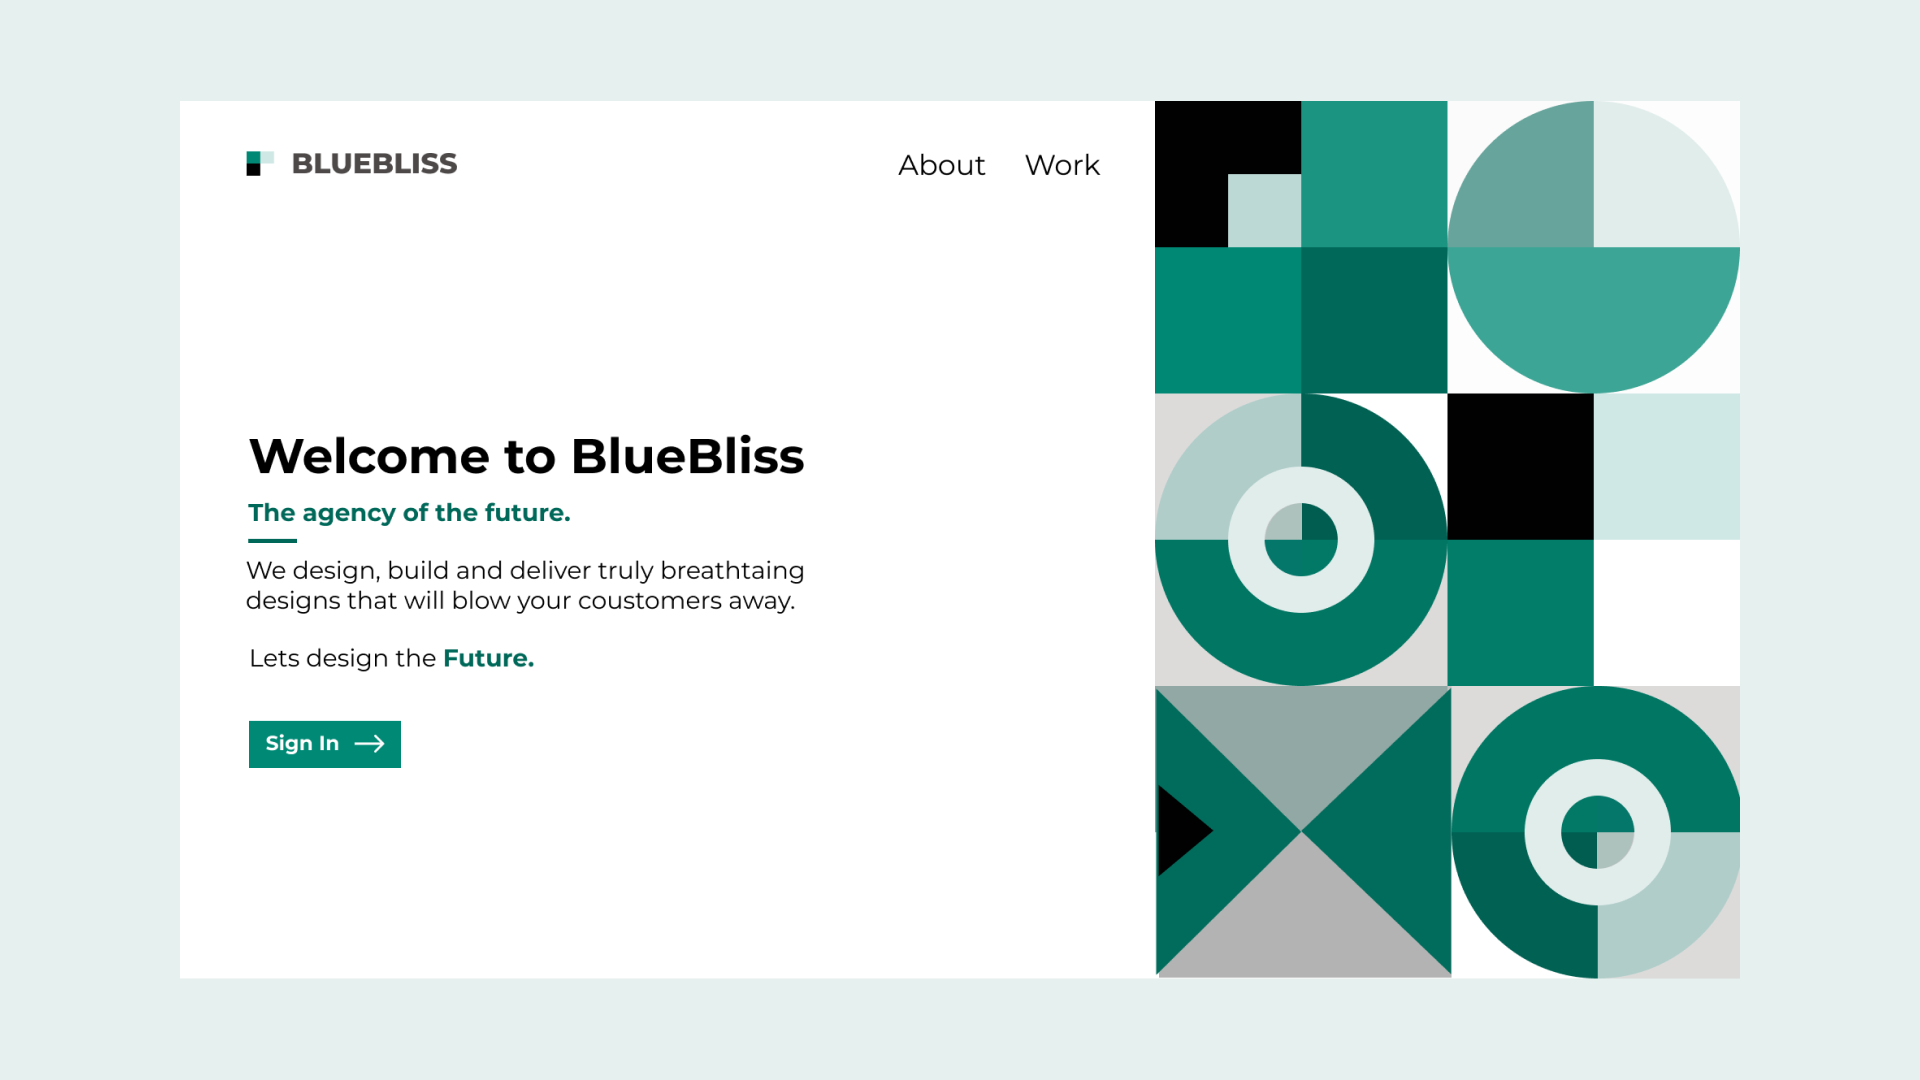 BLUEBLISS
About Work
Welcome to BlueBliss
The agency of the future.
We design, build and deliver truly breathtaing
designs that will blow your coustomers away.
Lets design the Future.
Sign In